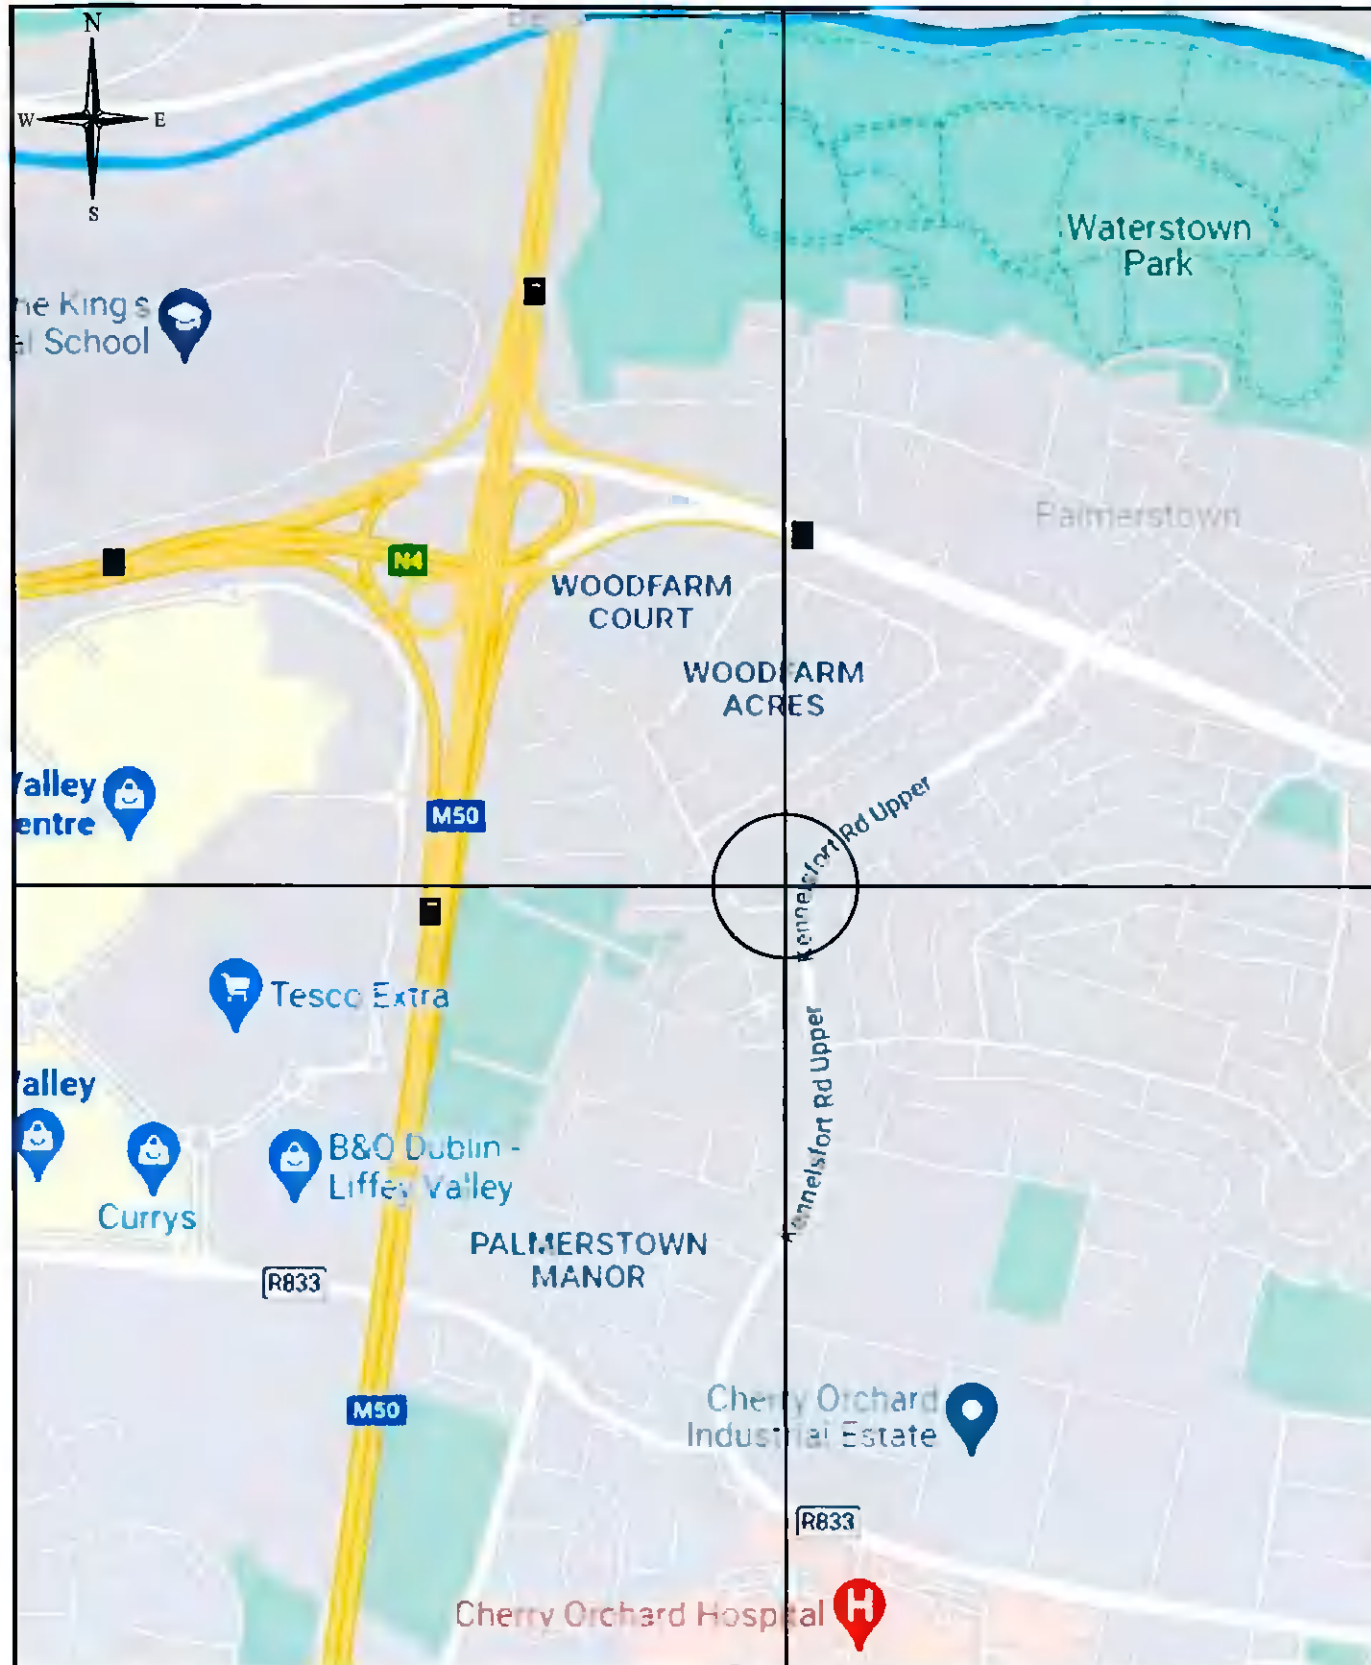 N
W E
S
he King's
al School
Waterstown
Park
Palmerstown
N4
WOODFARM
COURT
WOODFARM
ACRES
Valley
entre
M50
Kennelsfort Rd Upper
Tesco Extra
Kennelsfort Rd Upper
Valley
B&Q Dublin -
Liffey Valley
Currys
PALMERSTOWN
MANOR
R833
M50
Cherry Orchard
Industrial Estate
R833
Cherry Orchard Hospital
H